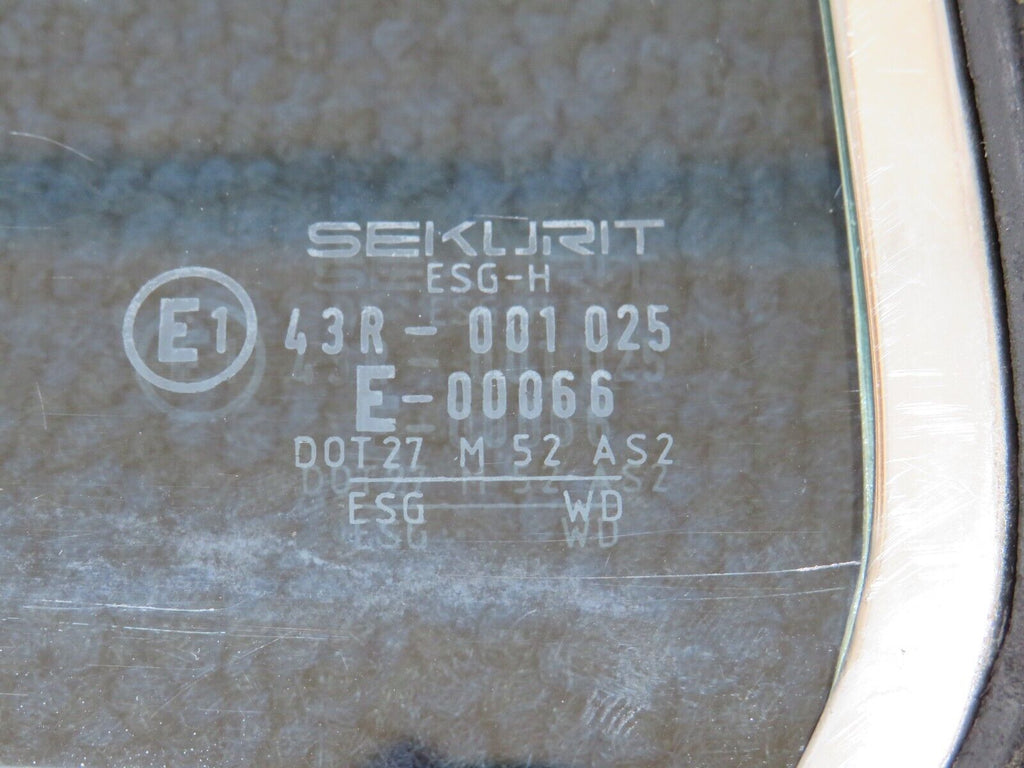 SEKURIT
ESG-H
E1 43R - 001 025
E-00066
DOT27 M 52 AS2
ESG WD